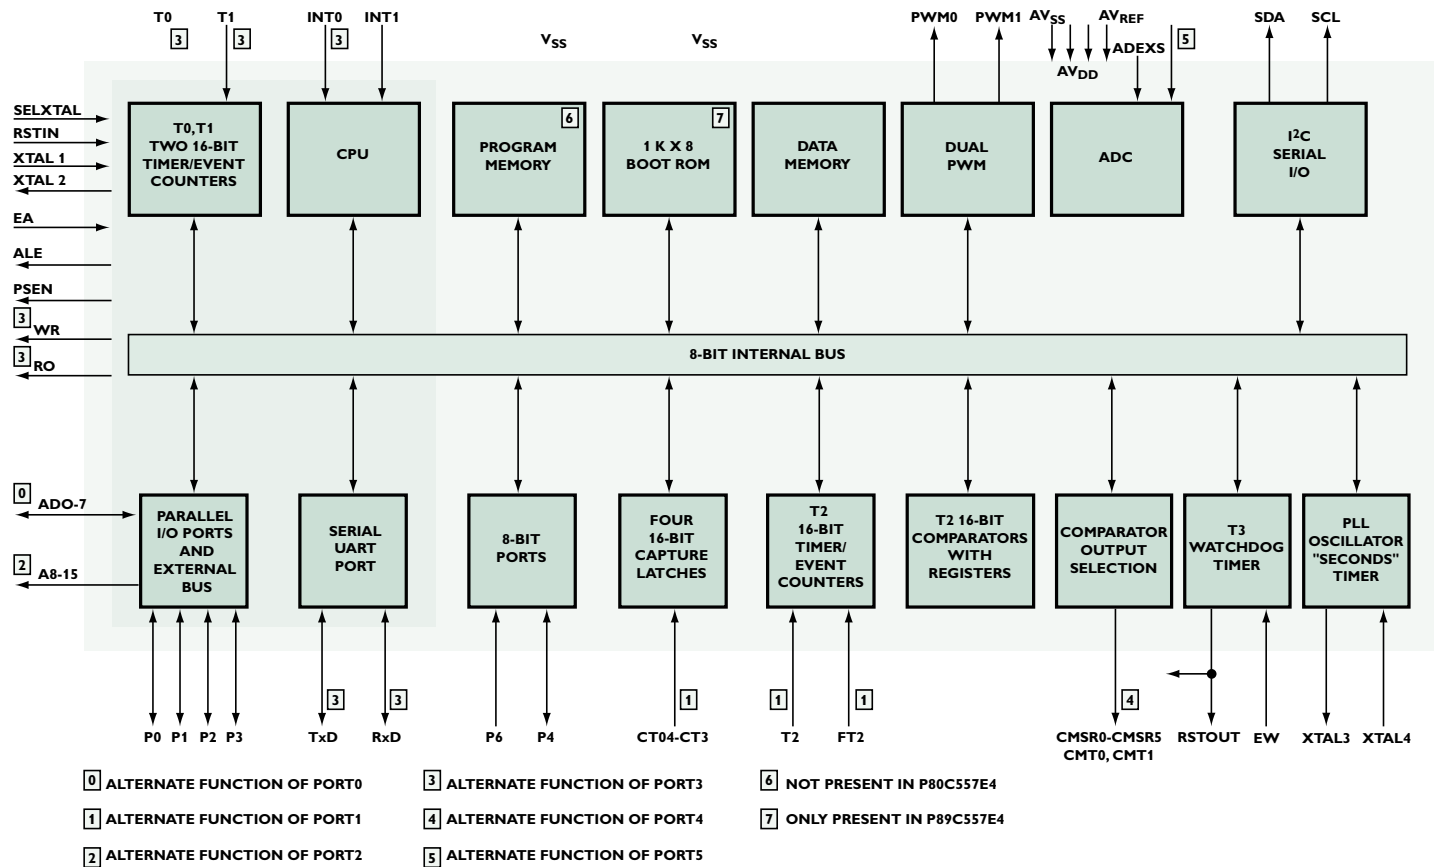 T0 T1 INT0 INT1 PWM0 PWM1 AVSS AVREF SDA SCL
3 3 3 VSS VSS ADEXS 5
AVDD
SELXTAL
RSTIN
XTAL 1
XTAL 2
EA
ALE
PSEN
3 WR
3 RO
T0, T1
TWO 16-BIT
TIMER/EVENT
COUNTERS
CPU
6
PROGRAM
MEMORY
7
1 K X 8
BOOT ROM
DATA
MEMORY
DUAL
PWM
ADC
I²C
SERIAL
I/O
8-BIT INTERNAL BUS
0 ADO-7
2 A8-15
PARALLEL
I/O PORTS
AND
EXTERNAL
BUS
SERIAL
UART
PORT
8-BIT
PORTS
FOUR
16-BIT
CAPTURE
LATCHES
T2
16-BIT
TIMER/
EVENT
COUNTERS
T2 16-BIT
COMPARATORS
WITH
REGISTERS
COMPARATOR
OUTPUT
SELECTION
T3
WATCHDOG
TIMER
PLL
OSCILLATOR
"SECONDS"
TIMER
3 3 1 1 1 4
P0 P1 P2 P3 TxD RxD P6 P4 CT04-CT3 T2 FT2 CMSR0-CMSR5 RSTOUT EW XTAL3 XTAL4
CMT0, CMT1
0 ALTERNATE FUNCTION OF PORT0
1 ALTERNATE FUNCTION OF PORT1
2 ALTERNATE FUNCTION OF PORT2
3 ALTERNATE FUNCTION OF PORT3
4 ALTERNATE FUNCTION OF PORT4
5 ALTERNATE FUNCTION OF PORT5
6 NOT PRESENT IN P80C557E4
7 ONLY PRESENT IN P89C557E4